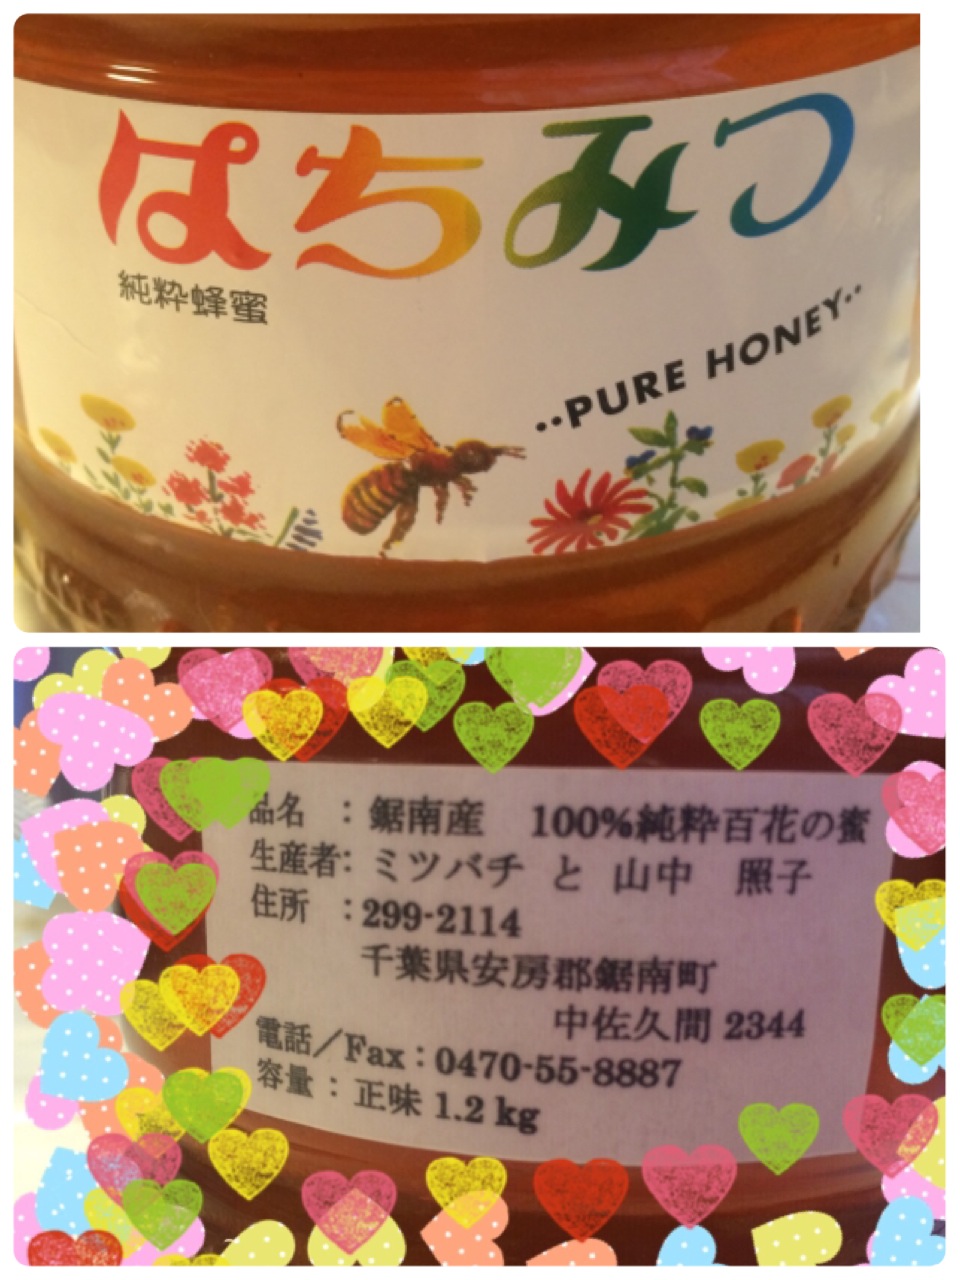 はちみつ
純粋蜂蜜
..PURE HONEY..
品名 : 鋸南産 100%純粋百花の蜜
生産者: ミツバチ と 山中 照子
住所 : 299-2114
千葉県安房郡鋸南町
中佐久間 2344
電話/Fax : 0470-55-8887
容量 : 正味 1.2 kg